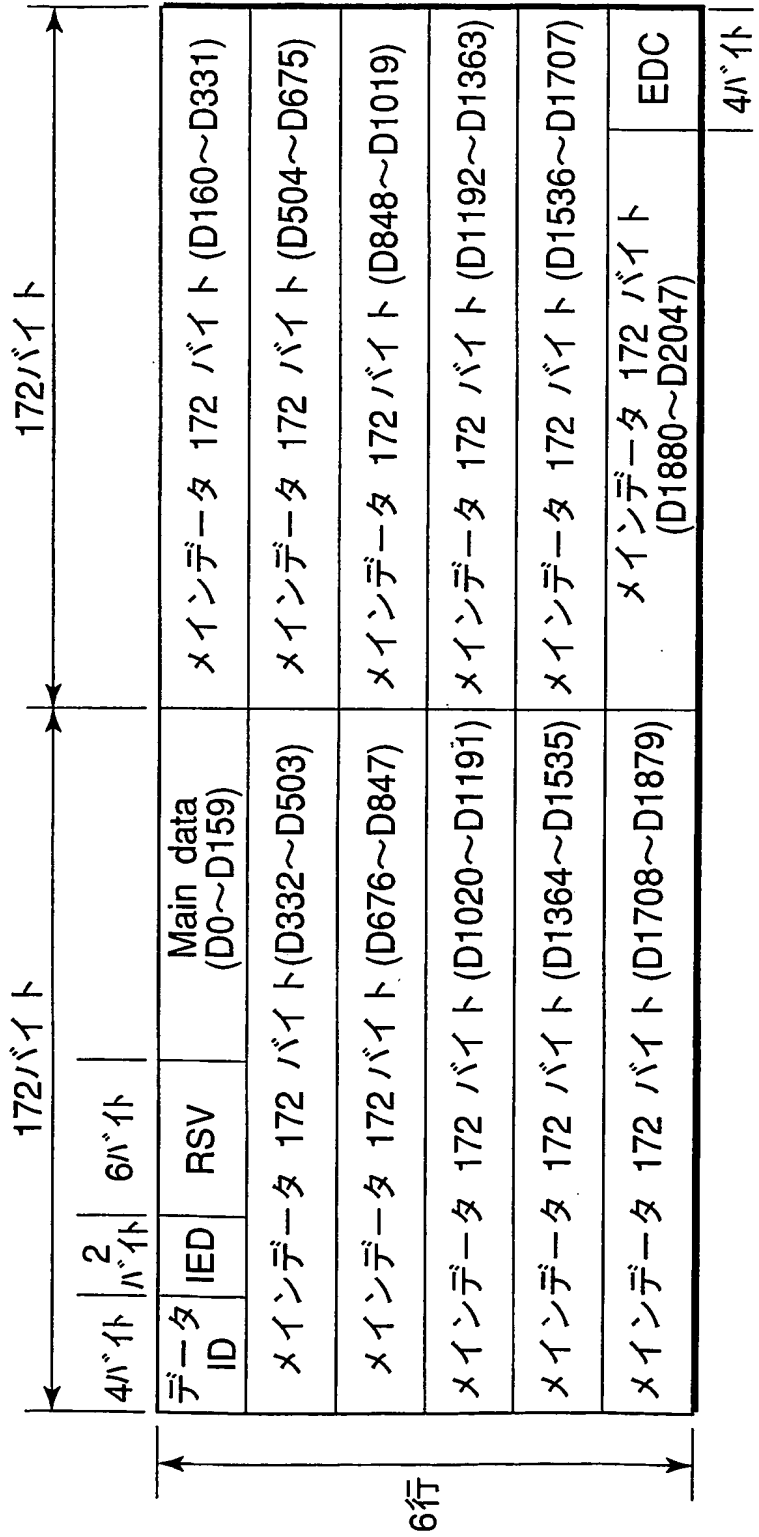 172バイト
172バイト
4バイト
2
バイト
6バイト
データ
ID
IED
RSV
Main data
(D0～D159)
メインデータ 172 バイト (D160～D331)
メインデータ 172 バイト(D332～D503)
メインデータ 172 バイト (D504～D675)
メインデータ 172 バイト (D676～D847)
メインデータ 172 バイト (D848～D1019)
メインデータ 172 バイト (D1020～D1191)
メインデータ 172 バイト (D1192～D1363)
メインデータ 172 バイト (D1364～D1535)
メインデータ 172 バイト (D1536～D1707)
メインデータ 172 バイト (D1708～D1879)
メインデータ 172 バイト
(D1880～D2047)
EDC
4バイト
6行